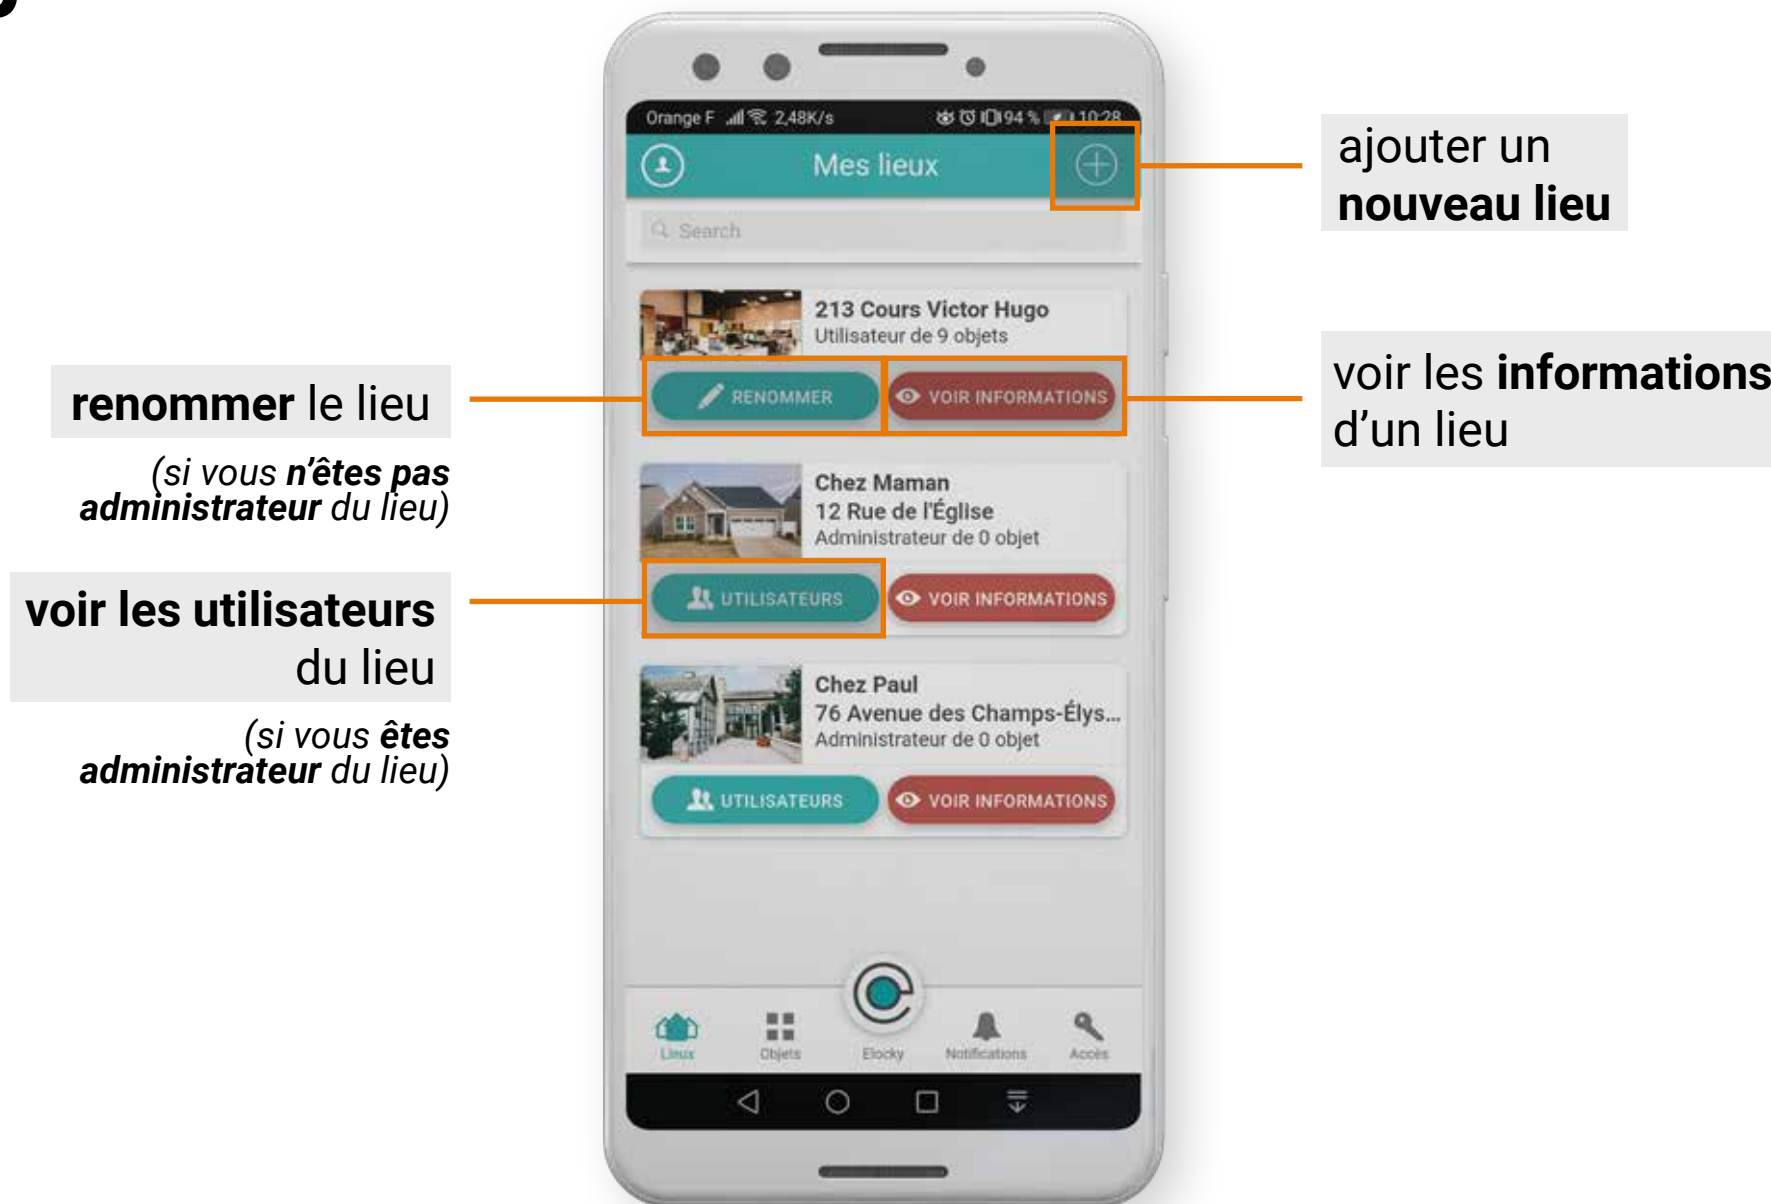 Orange F 2,48K/s 94 % 10:28
Mes lieux
Search
213 Cours Victor Hugo
Utilisateur de 9 objets
RENOMMER
VOIR INFORMATIONS
Chez Maman
12 Rue de l'Église
Administrateur de 0 objet
UTILISATEURS
VOIR INFORMATIONS
Chez Paul
76 Avenue des Champs-Élys...
Administrateur de 0 objet
UTILISATEURS
VOIR INFORMATIONS
Lieux
Objets
Elocky
Notifications
Accès
renommer le lieu
(si vous n'êtes pas
administrateur du lieu)
voir les utilisateurs
du lieu
(si vous êtes
administrateur du lieu)
ajouter un
nouveau lieu
voir les informations
d'un lieu